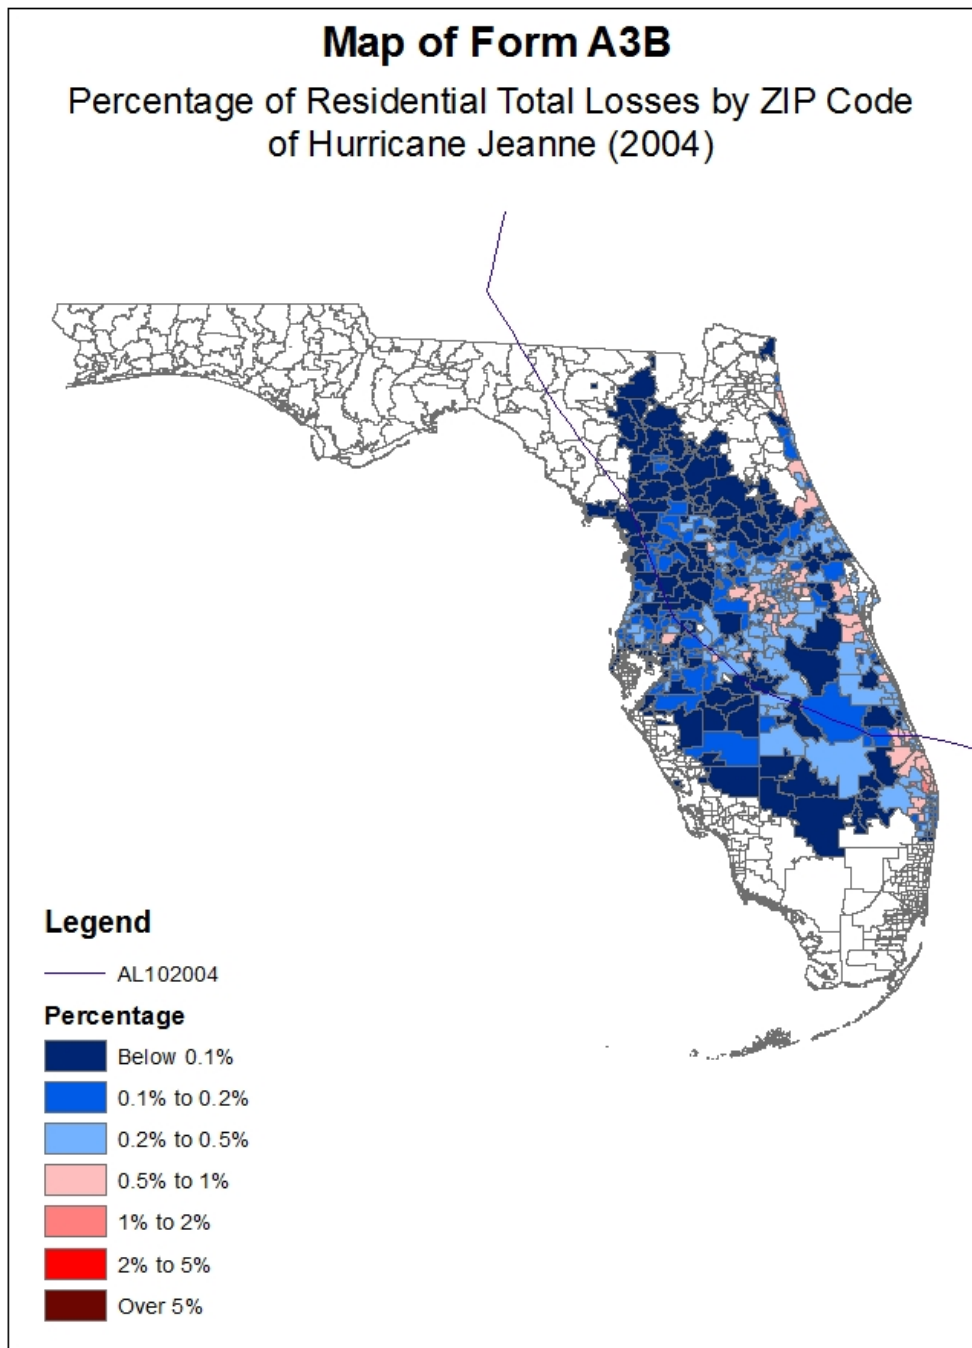 Map of Form A3B
Percentage of Residential Total Losses by ZIP Code
of Hurricane Jeanne (2004)
Legend
AL102004
Percentage
Below 0.1%
0.1% to 0.2%
0.2% to 0.5%
0.5% to 1%
1% to 2%
2% to 5%
Over 5%